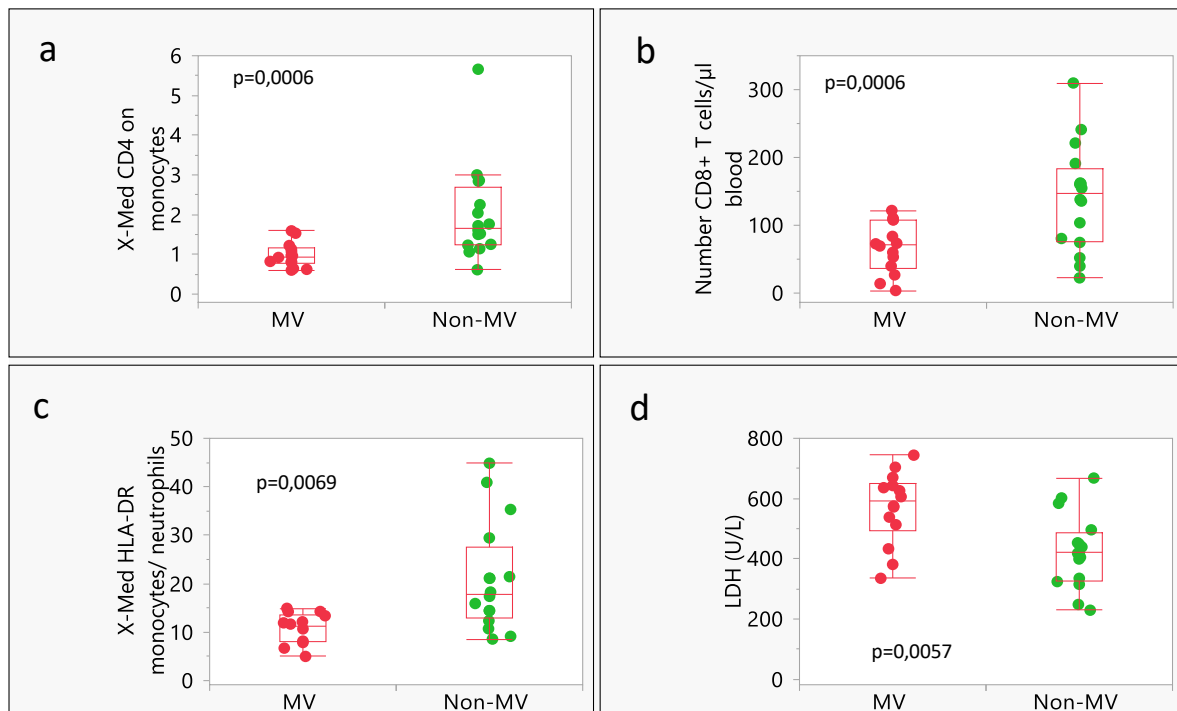 a
X-Med CD4 on
monocytes
6
5
4
3
2
1
0
p=0,0006
MV
Non-MV
b
Number CD8+ T cells/µl
blood
300
200
100
0
p=0,0006
MV
Non-MV
c
X-Med HLA-DR
monocytes/ neutrophils
50
40
30
20
10
0
p=0,0069
MV
Non-MV
d
LDH (U/L)
800
600
400
200
0
p=0,0057
MV
Non-MV